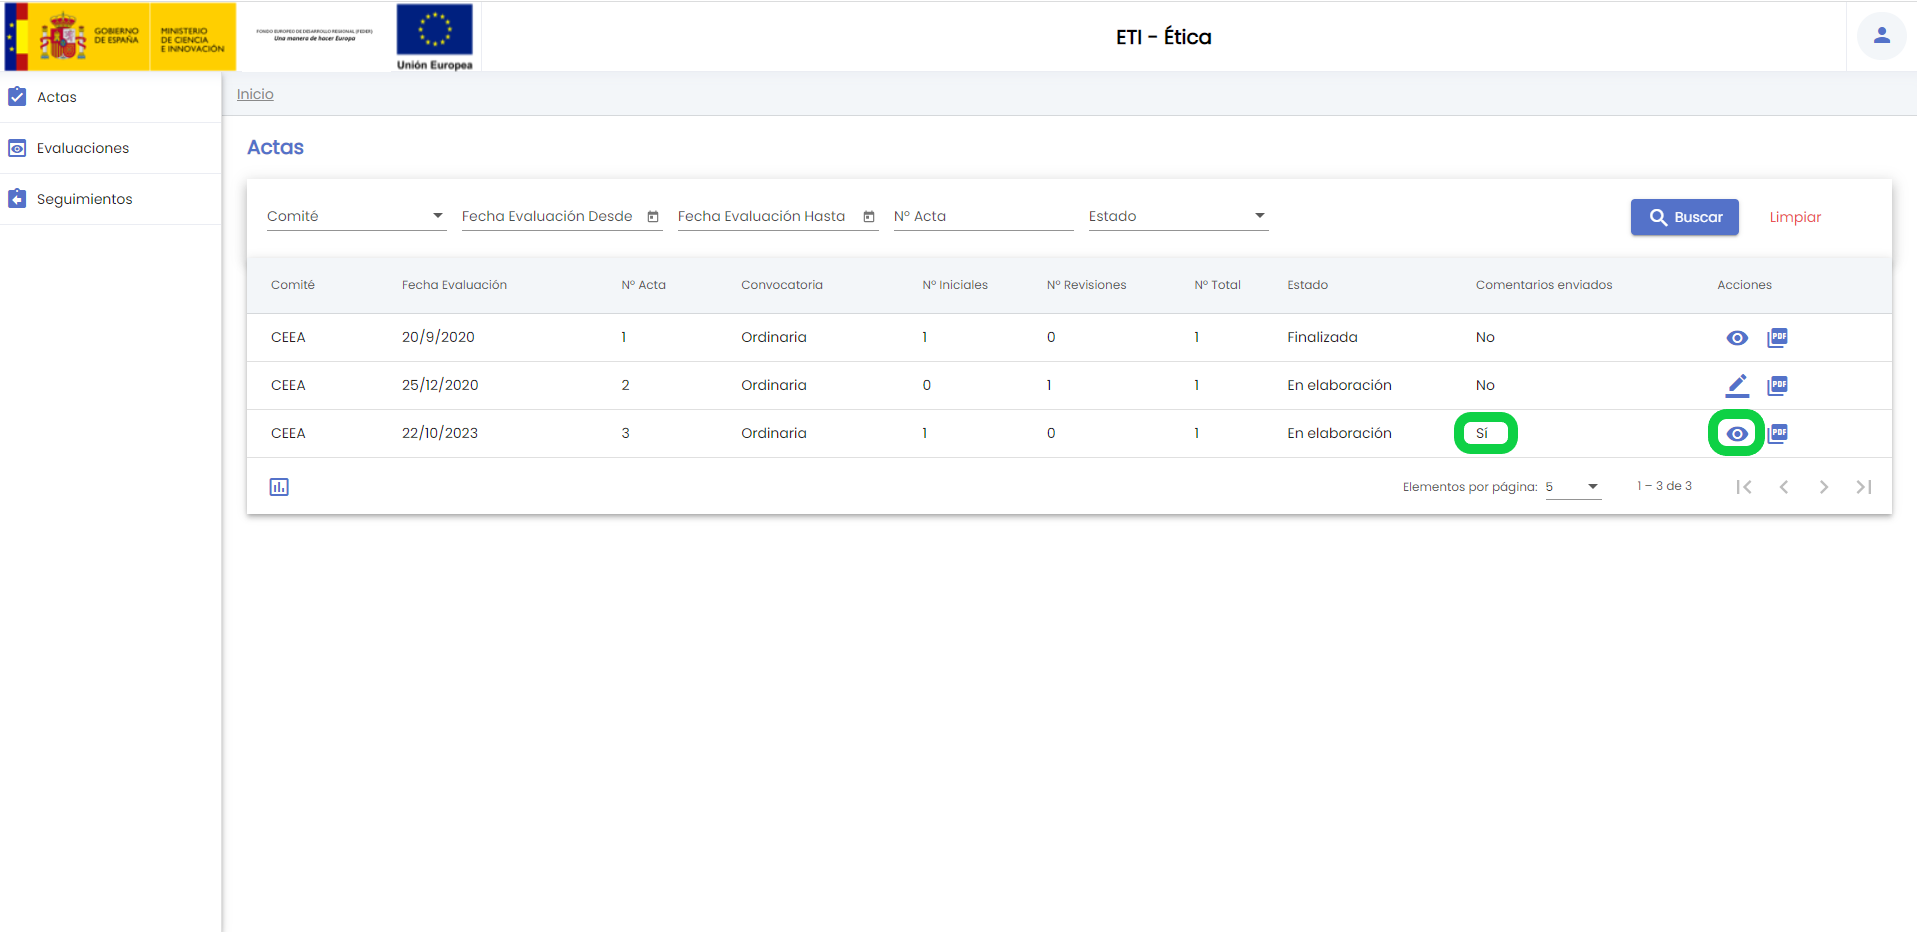 GOBIERNO
DE ESPAÑA
MINISTERIO
DE CIENCIA
E INNOVACIÓN
FONDO EUROPEO DE DESARROLLO REGIONAL (FEDER)
Una manera de hacer Europa
Unión Europea
ETI - Ética
Actas
Evaluaciones
Seguimientos
Inicio
Actas
Comité Fecha Evaluación Desde Fecha Evaluación Hasta Nº Acta Estado Buscar Limpiar
Comité Fecha Evaluación Nº Acta Convocatoria Nº Iniciales Nº Revisiones Nº Total Estado Comentarios enviados Acciones
CEEA 20/9/2020 1 Ordinaria 1 0 1 Finalizada No PDF
CEEA 25/12/2020 2 Ordinaria 0 1 1 En elaboración No PDF
CEEA 22/10/2023 3 Ordinaria 1 0 1 En elaboración Sí PDF
Elementos por página: 5 1 – 3 de 3